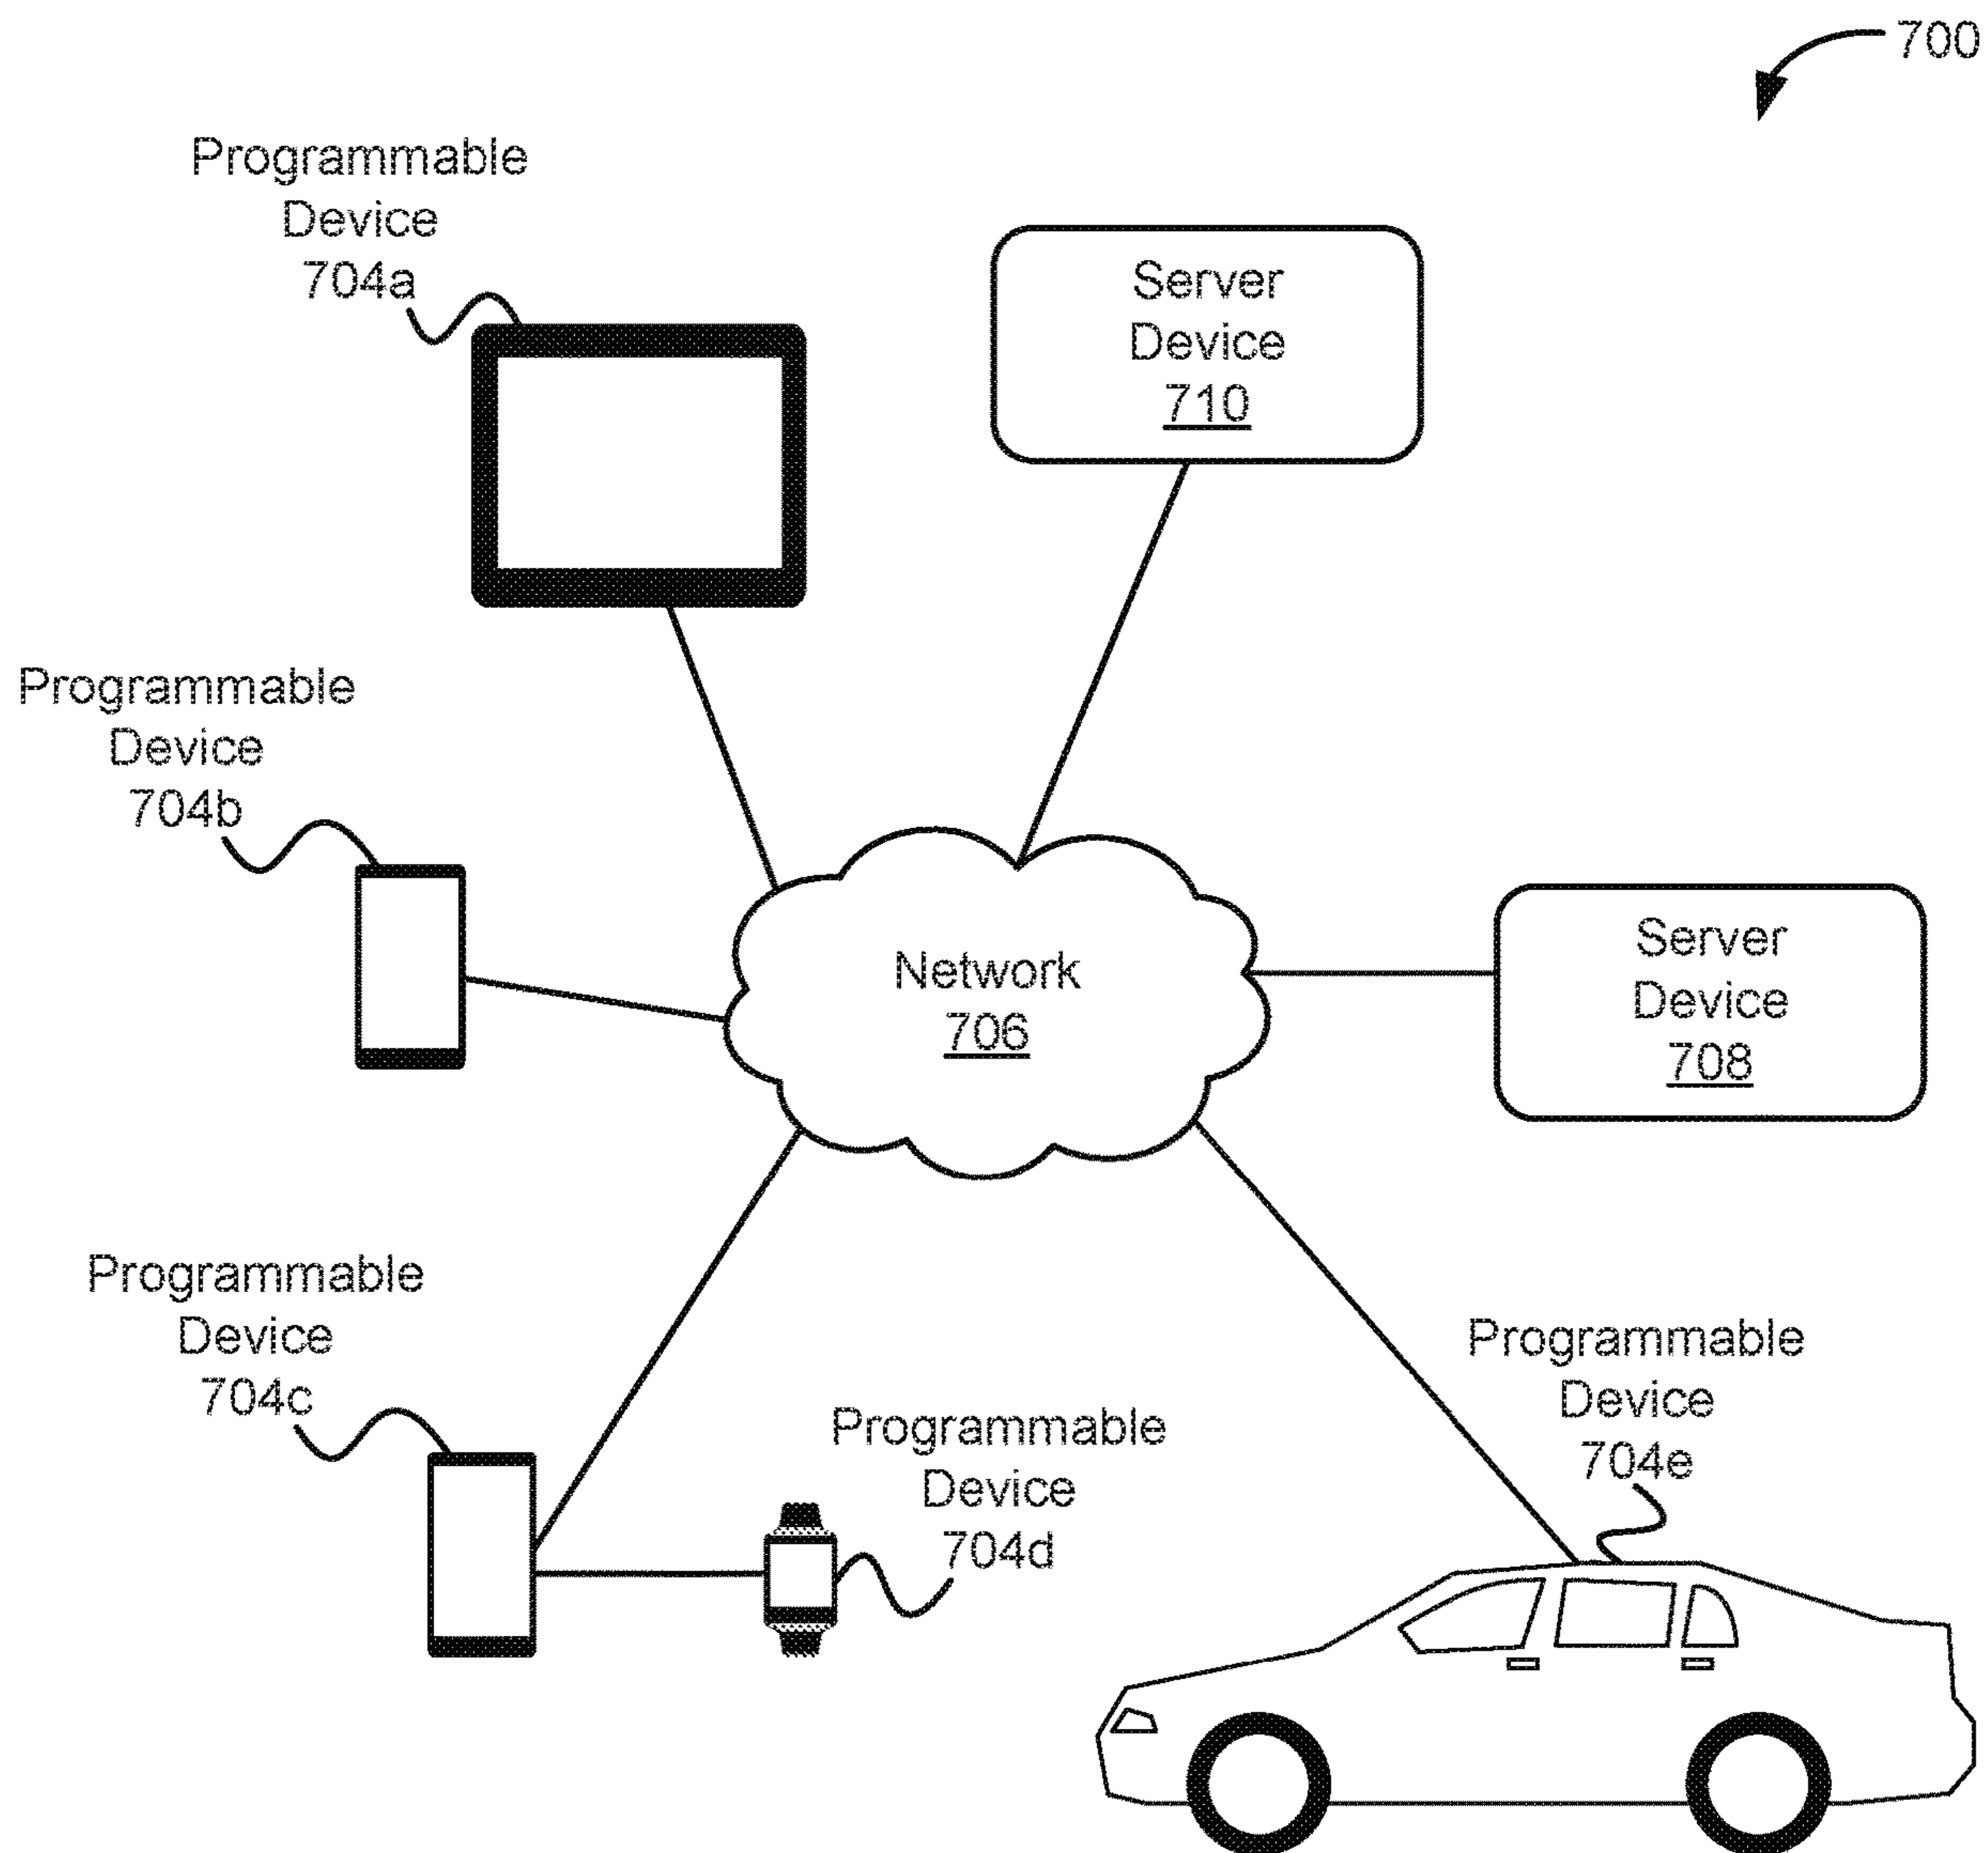 700
Programmable
Device
704a
Server
Device
710
Programmable
Device
704b
Network
706
Server
Device
708
Programmable
Device
704c
Programmable
Device
704d
Programmable
Device
704e